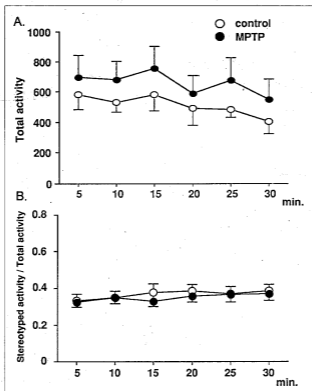 A.
control
MPTP
Total activity
1000
800
600
400
200
0
5 10 15 20 25 30
min.
B.
Stereotyped activity / Total activity
0.8
0.6
0.4
0.2
0
5 10 15 20 25 30
min.